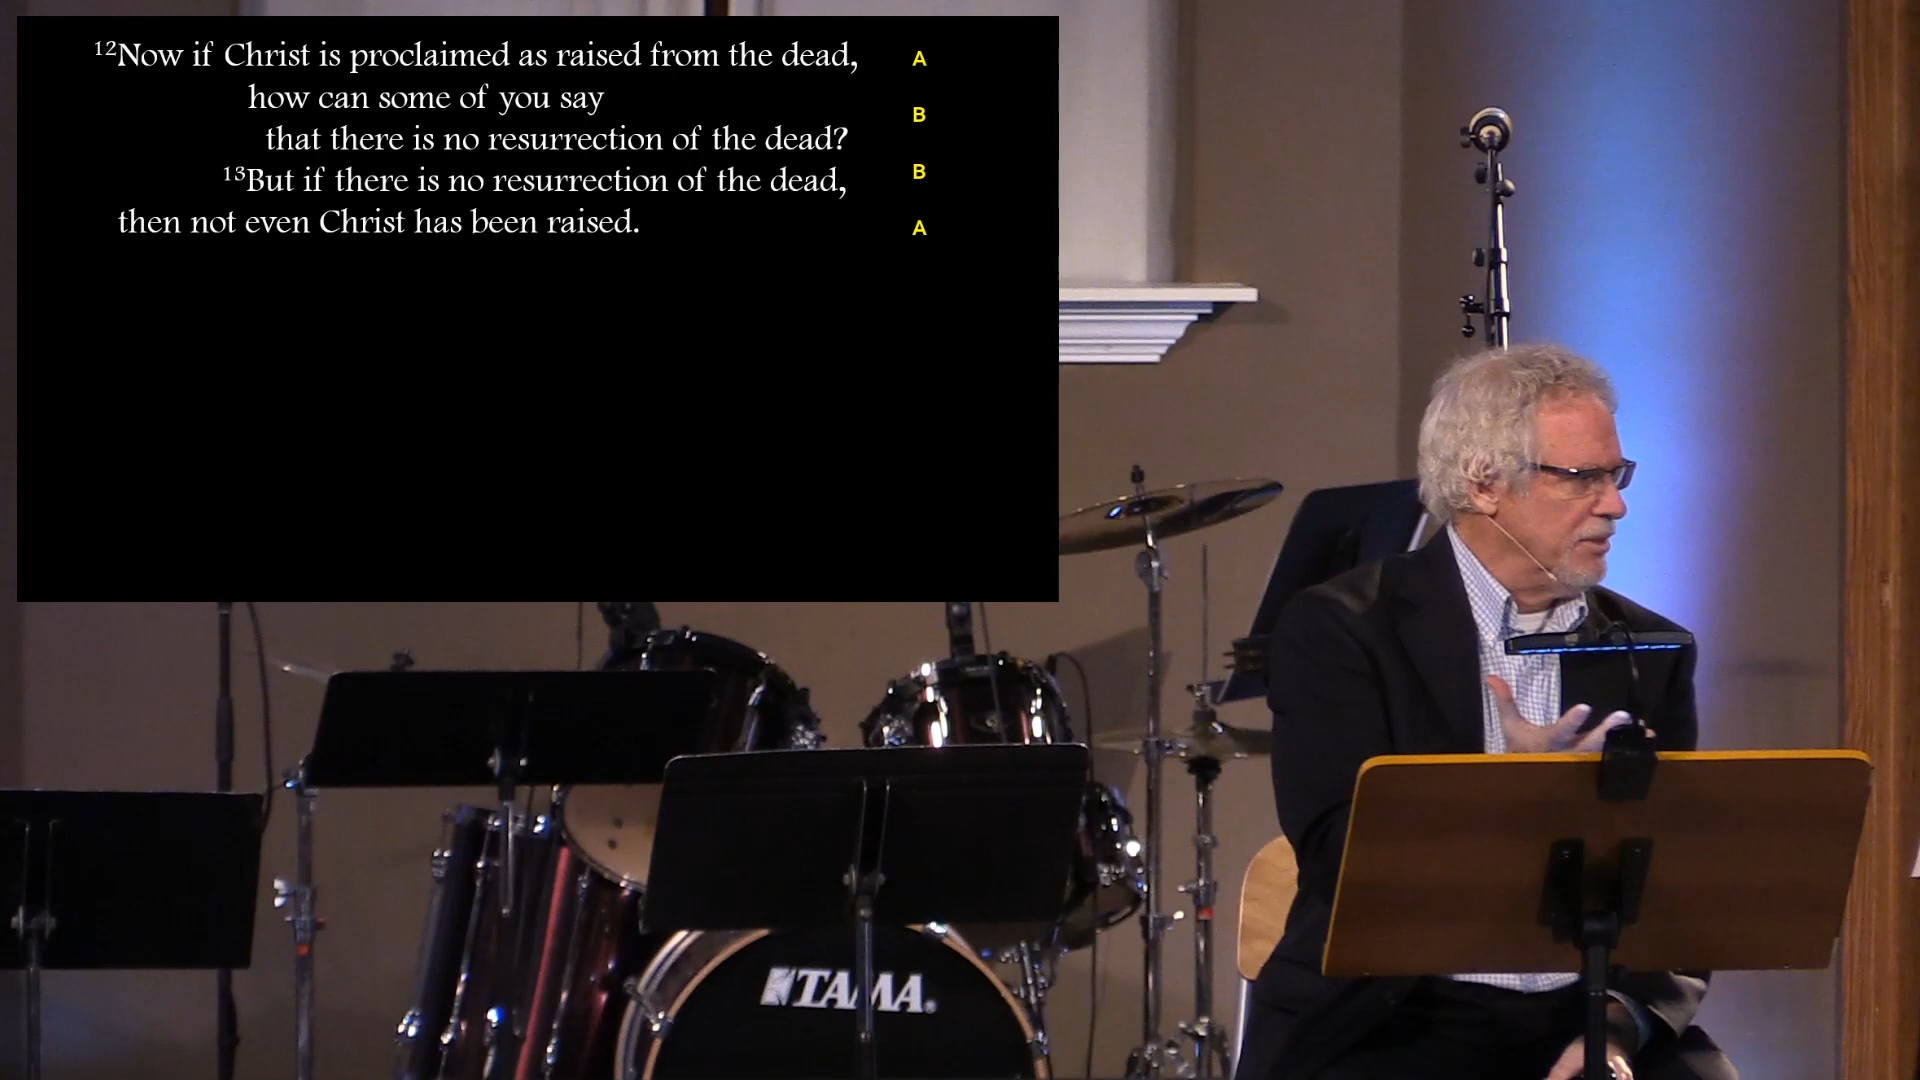 ¹²Now if Christ is proclaimed as raised from the dead, A
how can some of you say
B
that there is no resurrection of the dead?
¹³But if there is no resurrection of the dead, B
then not even Christ has been raised. A
TAMA